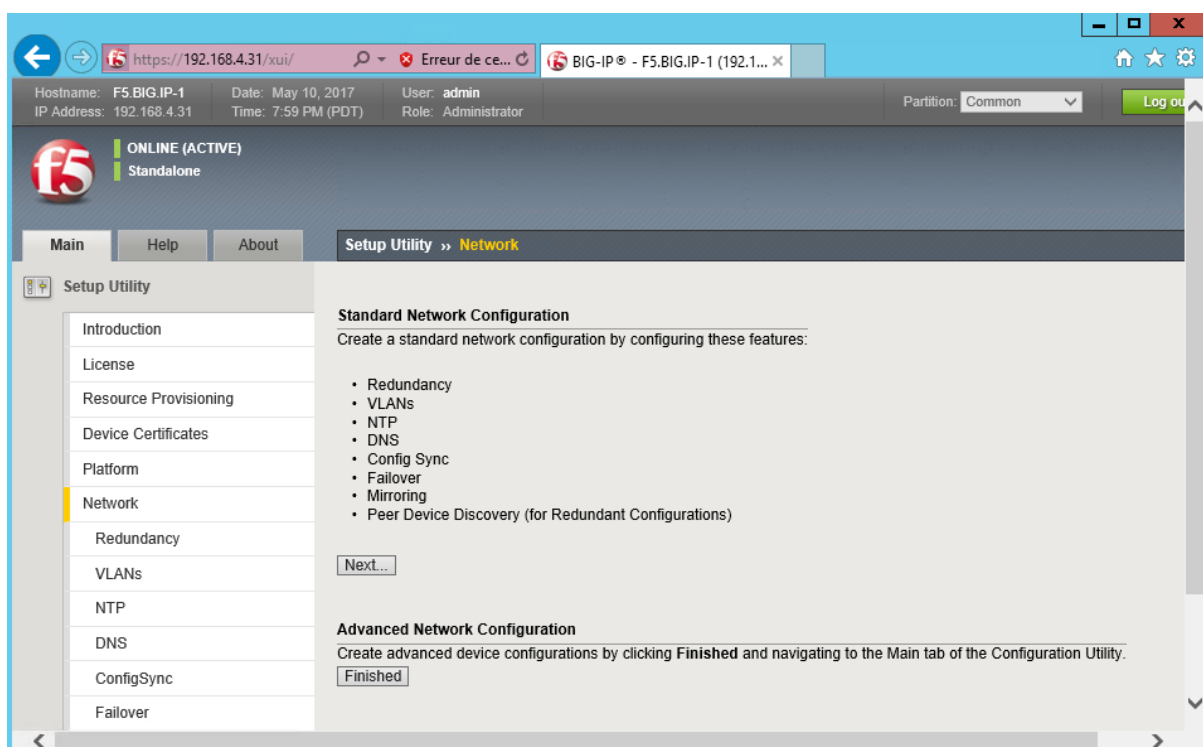 https://192.168.4.31/xui/
Erreur de ce...
BIG-IP® - F5.BIG.IP-1 (192.1...
Hostname: F5.BIG.IP-1 Date: May 10, 2017 User: admin
IP Address: 192.168.4.31 Time: 7:59 PM (PDT) Role: Administrator
Partition: Common
Log ou
f5
ONLINE (ACTIVE)
Standalone
Main Help About
Setup Utility ›› Network
Setup Utility
Introduction
License
Resource Provisioning
Device Certificates
Platform
Network
Redundancy
VLANs
NTP
DNS
ConfigSync
Failover
Standard Network Configuration
Create a standard network configuration by configuring these features:
• Redundancy
• VLANs
• NTP
• DNS
• Config Sync
• Failover
• Mirroring
• Peer Device Discovery (for Redundant Configurations)
Next...
Advanced Network Configuration
Create advanced device configurations by clicking Finished and navigating to the Main tab of the Configuration Utility.
Finished